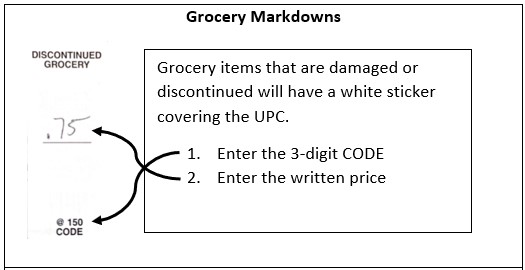 Grocery Markdowns
DISCONTINUED
GROCERY
.75
@ 150
CODE
Grocery items that are damaged or
discontinued will have a white sticker
covering the UPC.
1. Enter the 3-digit CODE
2. Enter the written price